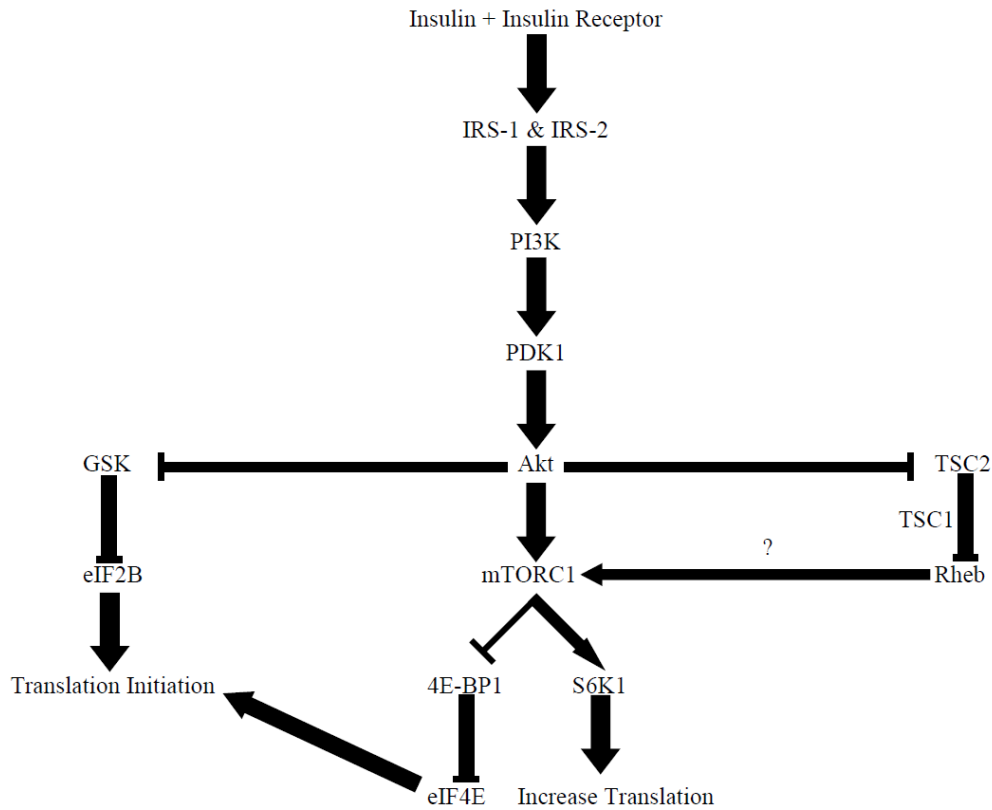 Insulin + Insulin Receptor
IRS-1 & IRS-2
PI3K
PDK1
GSK
Akt
TSC2
TSC1
?
eIF2B
mTORC1
Rheb
Translation Initiation
4E-BP1
S6K1
eIF4E
Increase Translation